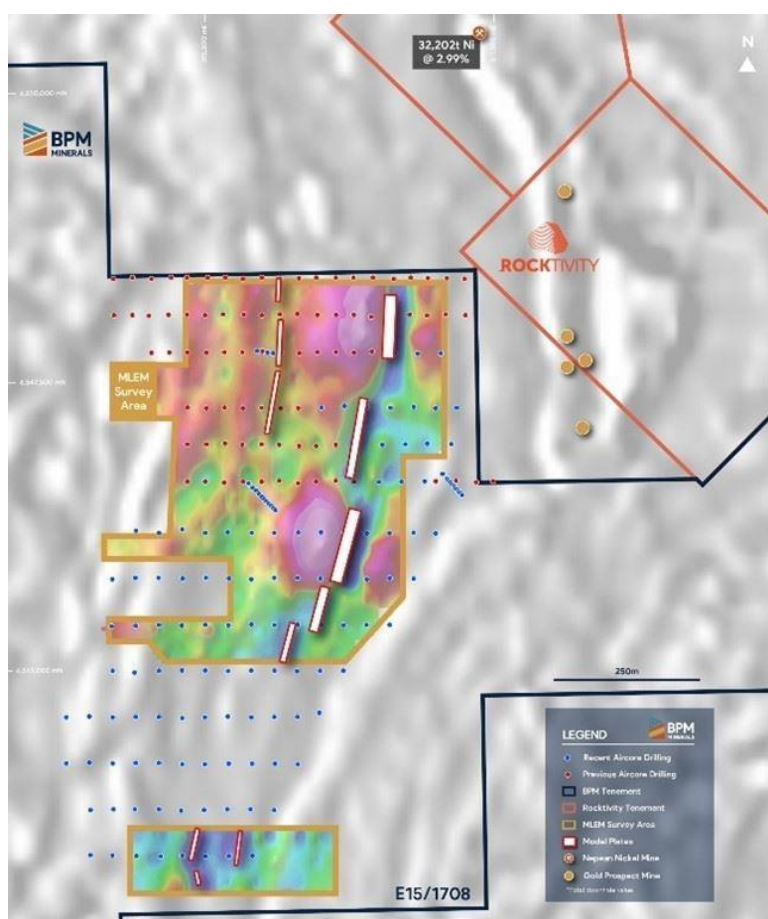 32,202t Ni
@ 2.99%
N
BPM
MINERALS
ROCKTIVITY
MLEM
Survey
Area
250m
LEGEND
BPM
MINERALS
Recent Aircore Drilling
Previous Aircore Drilling
BPM Tenement
Rocktivity Tenement
MLEM Survey Area
Model Plates
Nepean Nickel Mine
Gold Prospect Mine
E15/1708